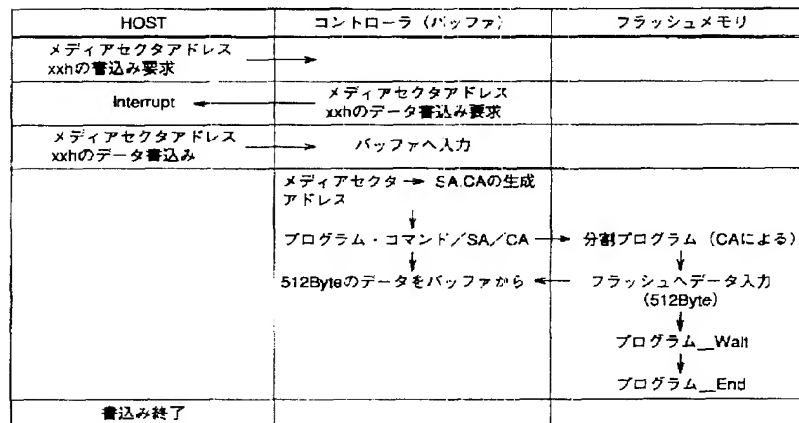 HOST
コントローラ（バッファ）
フラッシュメモリ
メディアセクタアドレス
xxhの書込み要求
Interrupt
メディアセクタアドレス
xxhのデータ書込み要求
メディアセクタアドレス
xxhのデータ書込み
バッファへ入力
メディアセクタ → SA.CAの生成
アドレス
プログラム・コマンド／SA／CA
分割プログラム（CAによる）
512Byteのデータをバッファから
フラッシュへデータ入力
（512Byte）
プログラム__Wait
プログラム__End
書込み終了